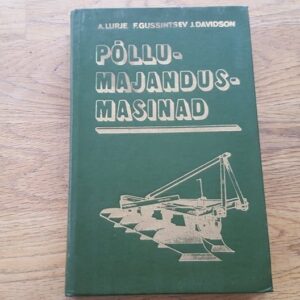 A.LURJE F.GUSSINTSEV J.DAVIDSON
PÕLLU-
MAJANDUS-
MASINAD